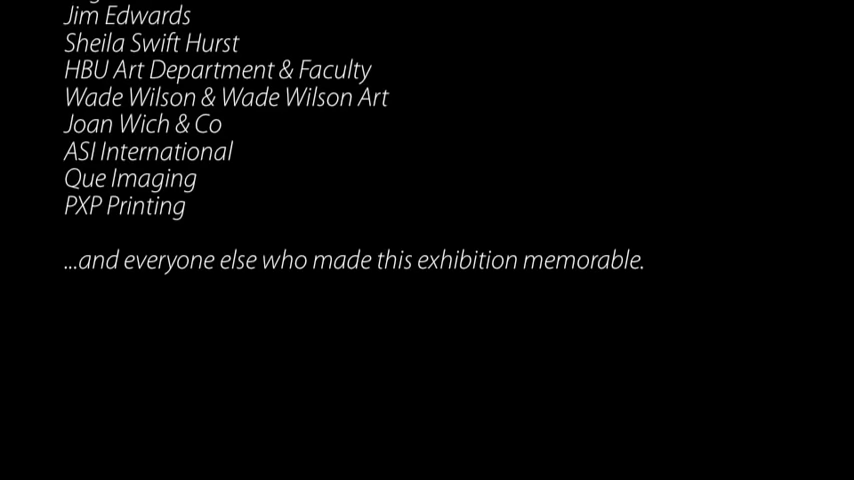 Jim Edwards
Sheila Swift Hurst
HBU Art Department & Faculty
Wade Wilson & Wade Wilson Art
Joan Wich & Co
ASI International
Que Imaging
PXP Printing
...and everyone else who made this exhibition memorable.